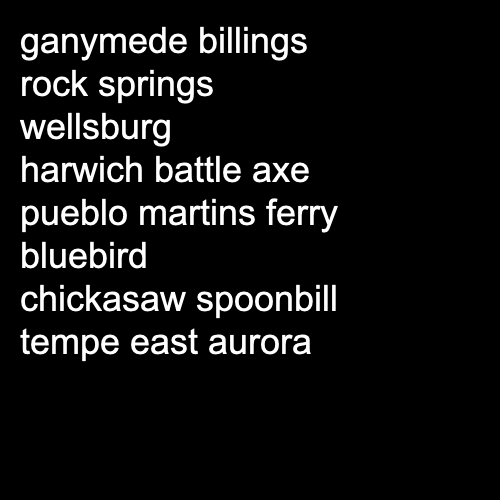 ganymede billings
rock springs
wellsburg
harwich battle axe
pueblo martins ferry
bluebird
chickasaw spoonbill
tempe east aurora